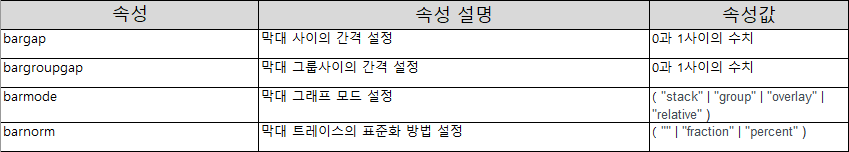 속성 속성 설명 속성값
bargap 막대 사이의 간격 설정 0과 1사이의 수치
bargroupgap 막대 그룹사이의 간격 설정 0과 1사이의 수치
barmode 막대 그래프 모드 설정 ( "stack" | "group" | "overlay" |
"relative" )
barnorm 막대 트레이스의 표준화 방법 설정 ( "" | "fraction" | "percent" )